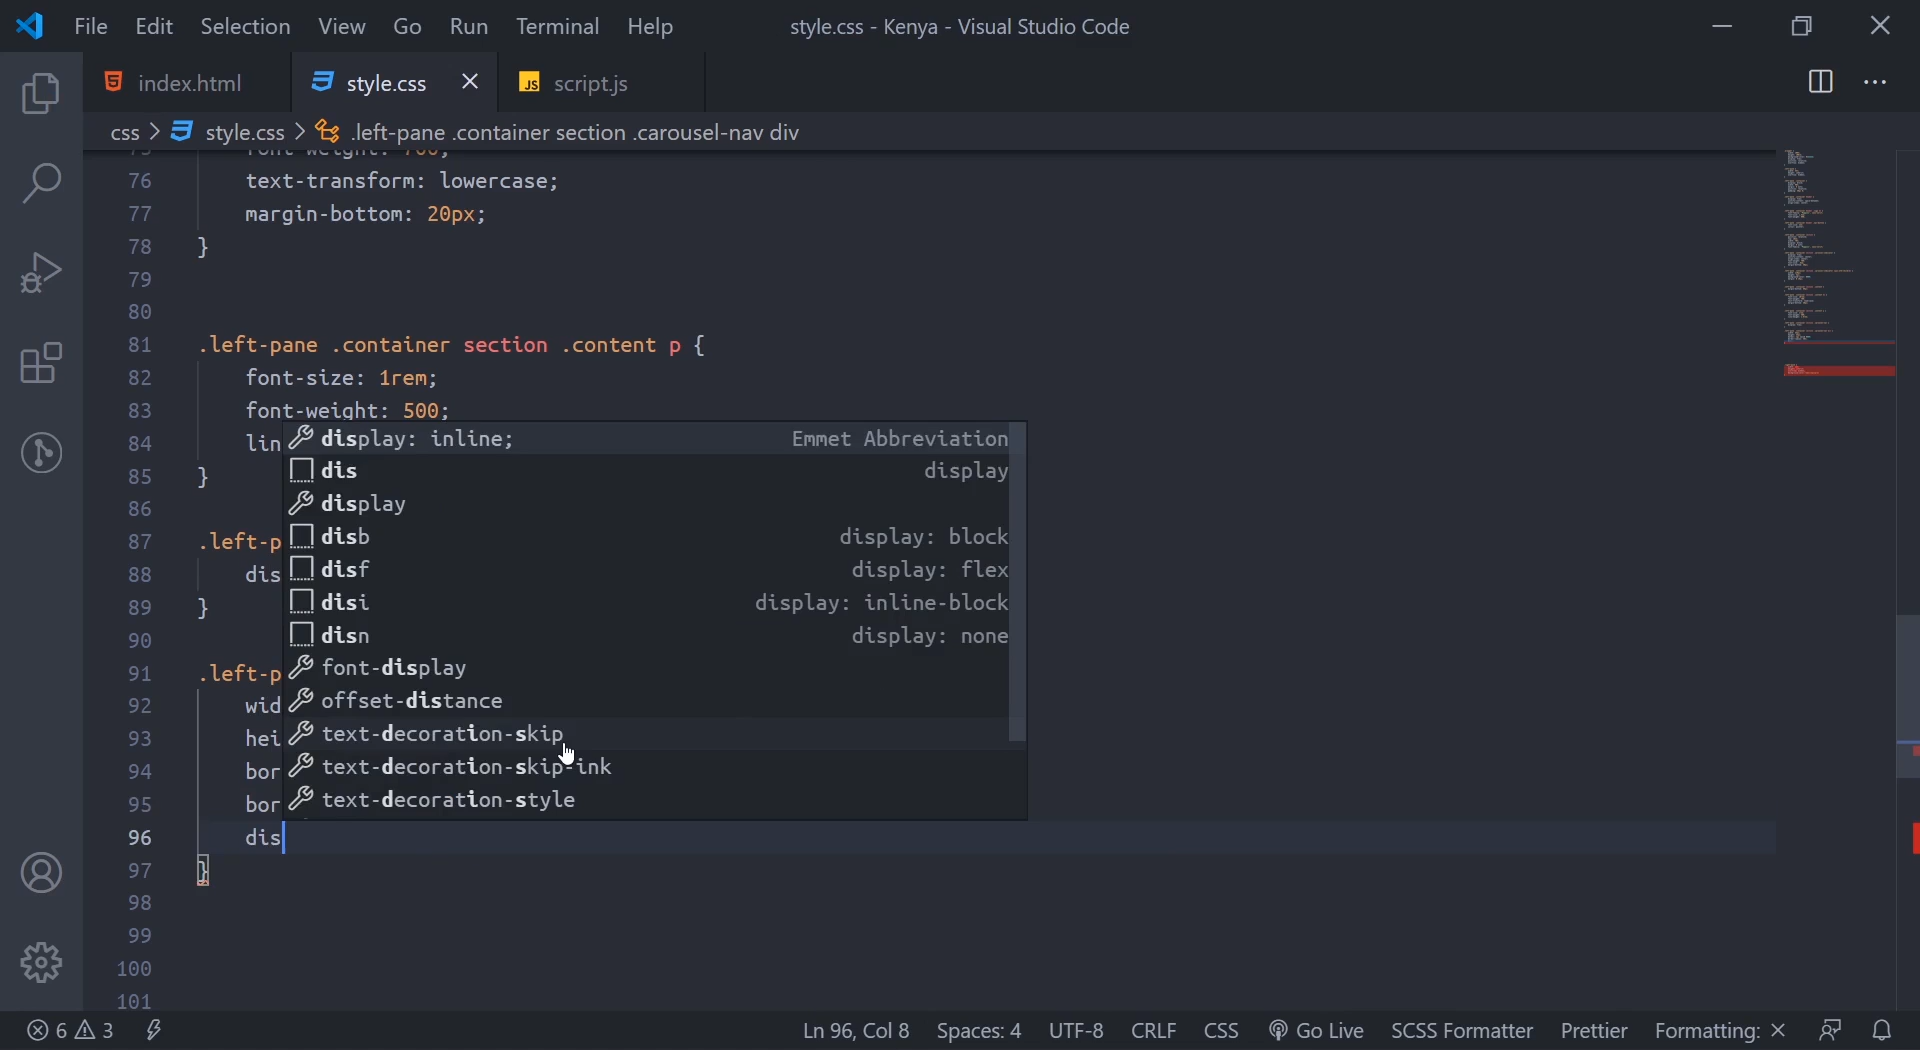 File Edit Selection View Go Run Terminal Help style.css - Kenya - Visual Studio Code
index.html style.css JS script.js
css > style.css > .left-pane .container section .carousel-nav div
76 text-transform: lowercase;
77 margin-bottom: 20px;
78 }
79
80
81 .left-pane .container section .content p {
82 font-size: 1rem;
83 font-weight: 500;
84 lin
85 }
86
87 .left-p
88 dis
89 }
90
91 .left-p
92 wid
93 hei
94 bor
95 bor
96 dis
97 }
98
99
100
101
display: inline; Emmet Abbreviation
dis display
display
disb display: block
disf display: flex
disi display: inline-block
disn display: none
font-display
offset-distance
text-decoration-skip
text-decoration-skip-ink
text-decoration-style
6 3 Ln 96, Col 8 Spaces: 4 UTF-8 CRLF CSS Go Live SCSS Formatter Prettier Formatting: ×